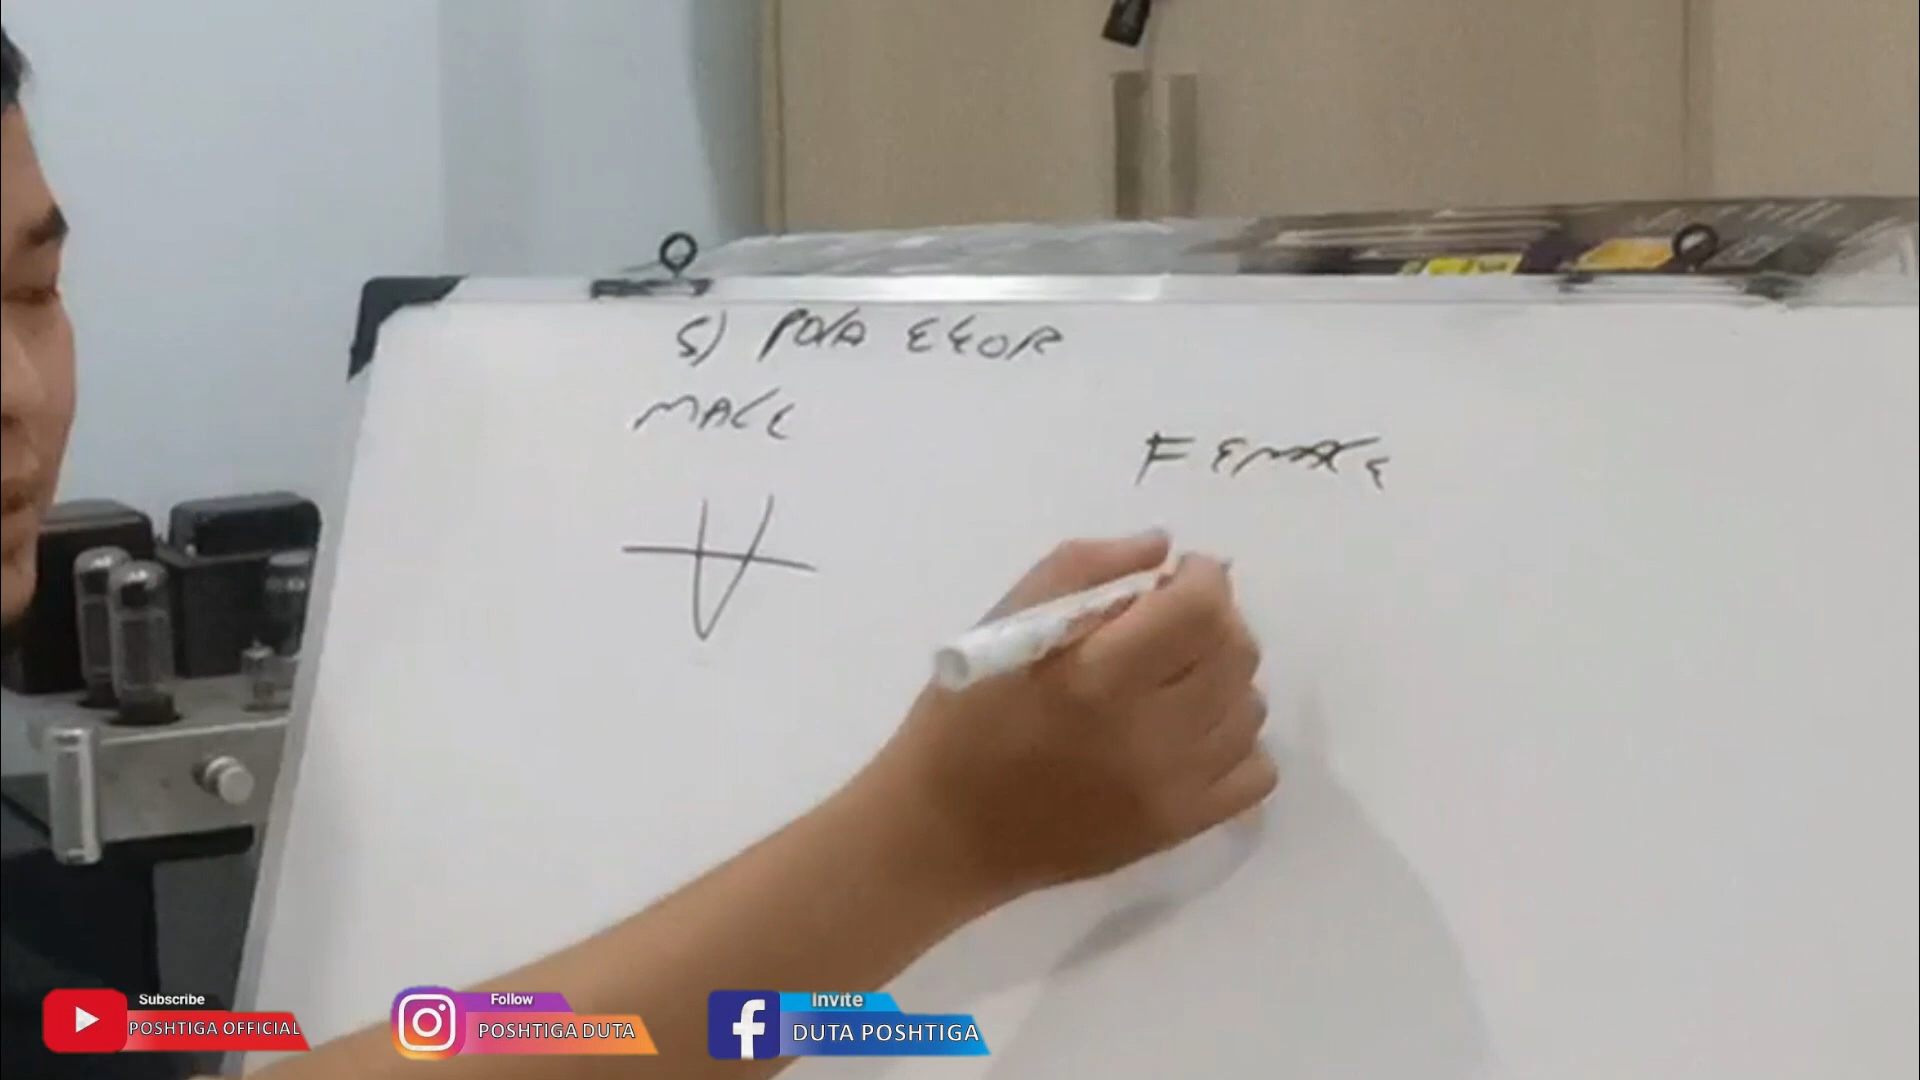 5) POLA EKOR
MALE
FEMALE
Subscribe
POSHTIGA OFFICIAL
Follow
POSHTIGA DUTA
Invite
DUTA POSHTIGA